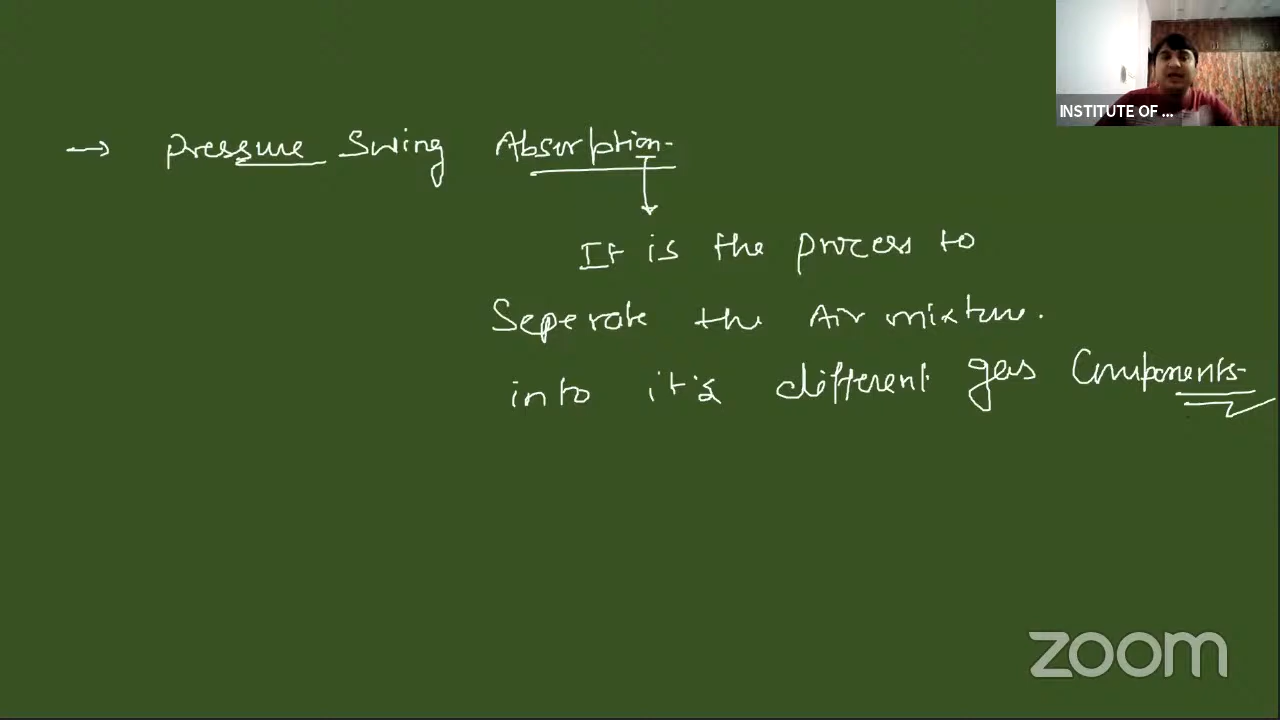 INSTITUTE OF ...
→ Pressure Swing Absorption
It is the process to
Seperate the Air mixture.
into it's different gas Components
zoom